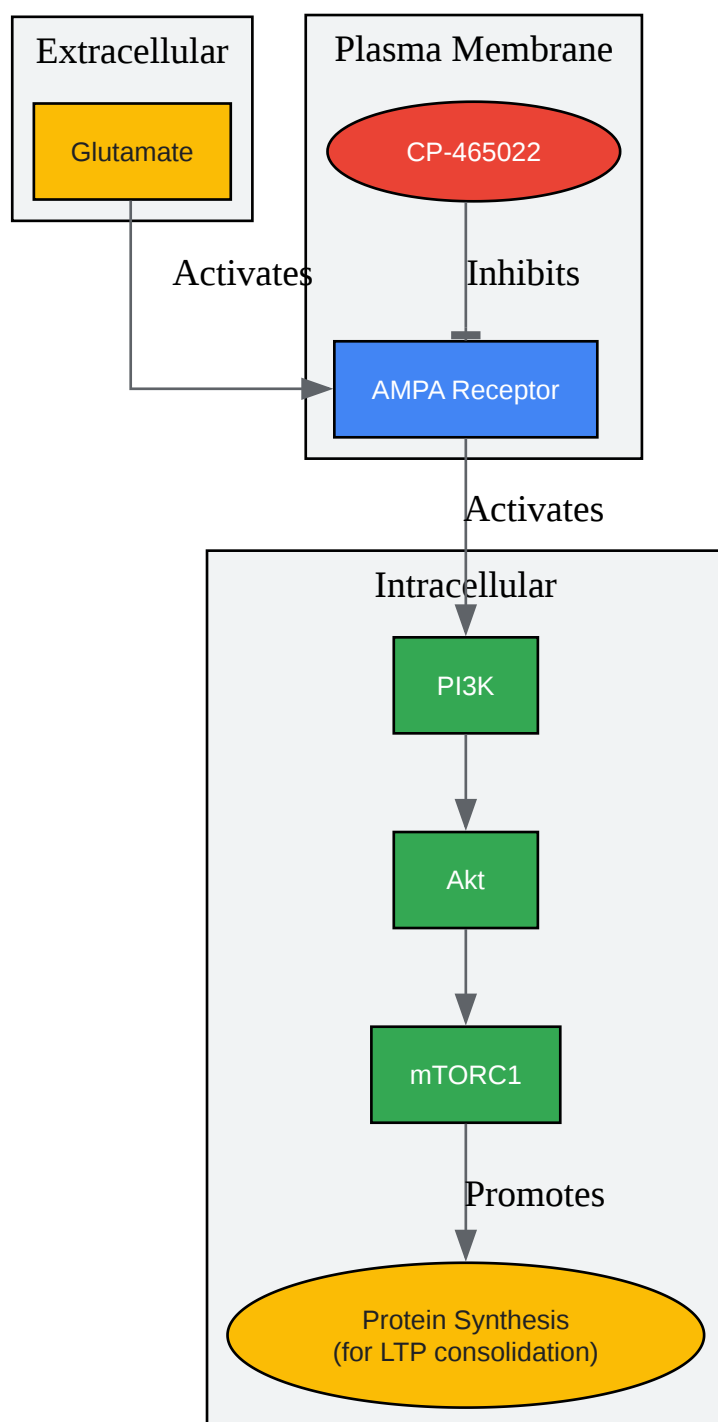 Extracellular
Plasma Membrane
Glutamate
CP-465022
Activates
Inhibits
AMPA Receptor
Activates
Intracellular
PI3K
Akt
mTORC1
Promotes
Protein Synthesis
(for LTP consolidation)